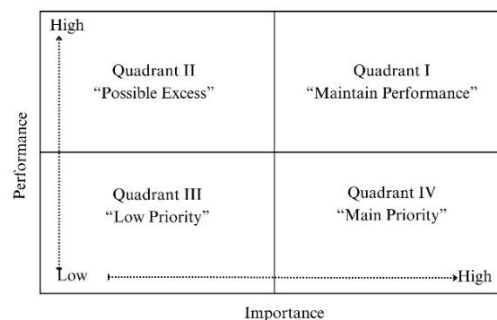 High
Quadrant II
“Possible Excess”
Quadrant I
“Maintain Performance”
Performance
Quadrant III
“Low Priority”
Quadrant IV
“Main Priority”
Low
High
Importance